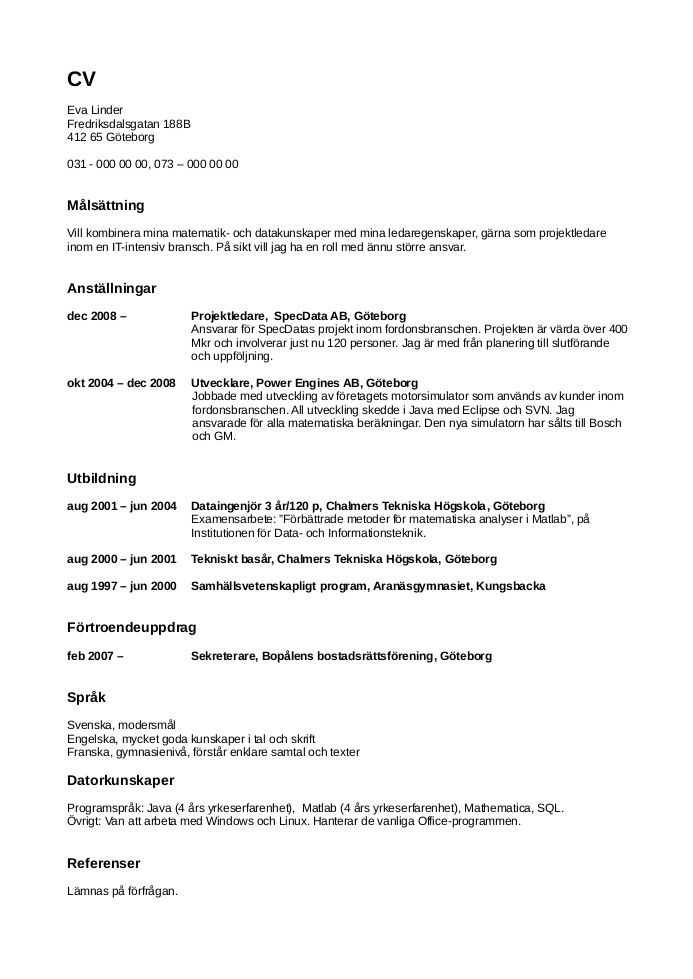 CV
Eva Linder
Fredriksdalsgatan 188B
412 65 Göteborg
031 - 000 00 00, 073 – 000 00 00
Målsättning
Vill kombinera mina matematik- och datakunskaper med mina ledaregenskaper, gärna som projektledare
inom en IT-intensiv bransch. På sikt vill jag ha en roll med ännu större ansvar.
Anställningar
dec 2008 – Projektledare, SpecData AB, Göteborg
Ansvarar för SpecDatas projekt inom fordonsbranschen. Projekten är värda över 400
Mkr och involverar just nu 120 personer. Jag är med från planering till slutförande
och uppföljning.
okt 2004 – dec 2008 Utvecklare, Power Engines AB, Göteborg
Jobbade med utveckling av företagets motorsimulator som används av kunder inom
fordonsbranschen. All utveckling skedde i Java med Eclipse och SVN. Jag
ansvarade för alla matematiska beräkningar. Den nya simulatorn har sålts till Bosch
och GM.
Utbildning
aug 2001 – jun 2004 Dataingenjör 3 år/120 p, Chalmers Tekniska Högskola, Göteborg
Examensarbete: ”Förbättrade metoder för matematiska analyser i Matlab”, på
Institutionen för Data- och Informationsteknik.
aug 2000 – jun 2001 Tekniskt basår, Chalmers Tekniska Högskola, Göteborg
aug 1997 – jun 2000 Samhällsvetenskapligt program, Aranäsgymnasiet, Kungsbacka
Förtroendeuppdrag
feb 2007 – Sekreterare, Bopålens bostadsrättsförening, Göteborg
Språk
Svenska, modersmål
Engelska, mycket goda kunskaper i tal och skrift
Franska, gymnasienivå, förstår enklare samtal och texter
Datorkunskaper
Programspråk: Java (4 års yrkeserfarenhet), Matlab (4 års yrkeserfarenhet), Mathematica, SQL.
Övrigt: Van att arbeta med Windows och Linux. Hanterar de vanliga Office-programmen.
Referenser
Lämnas på förfrågan.